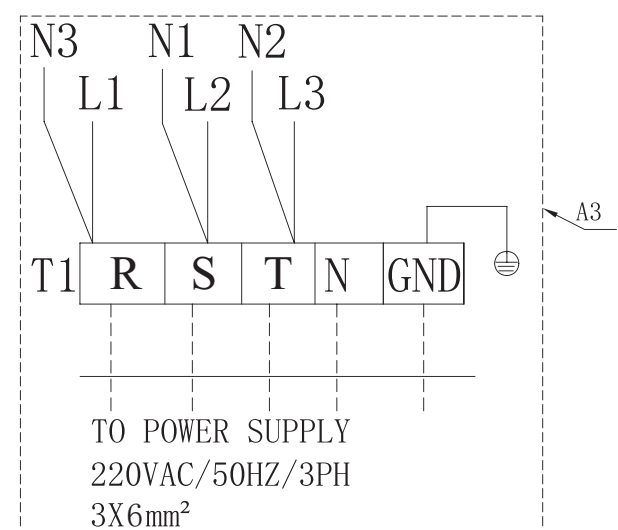 N3 N1 N2
L1 L2 L3
A3
T1 R S T N GND
TO POWER SUPPLY
220VAC/50HZ/3PH
3X6mm²